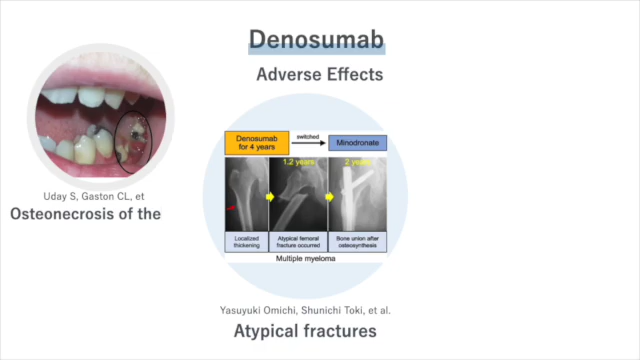 Denosumab
Adverse Effects
Uday S, Gaston CL, et
Osteonecrosis of the
Denosumab
for 4 years
switched
Minodronate
1.2 years
2 years
Localized
thickening
Atypical femoral
fracture occurred
Bone union after
osteosynthesis
Multiple myeloma
Yasuyuki Omichi, Shunichi Toki, et al.
Atypical fractures